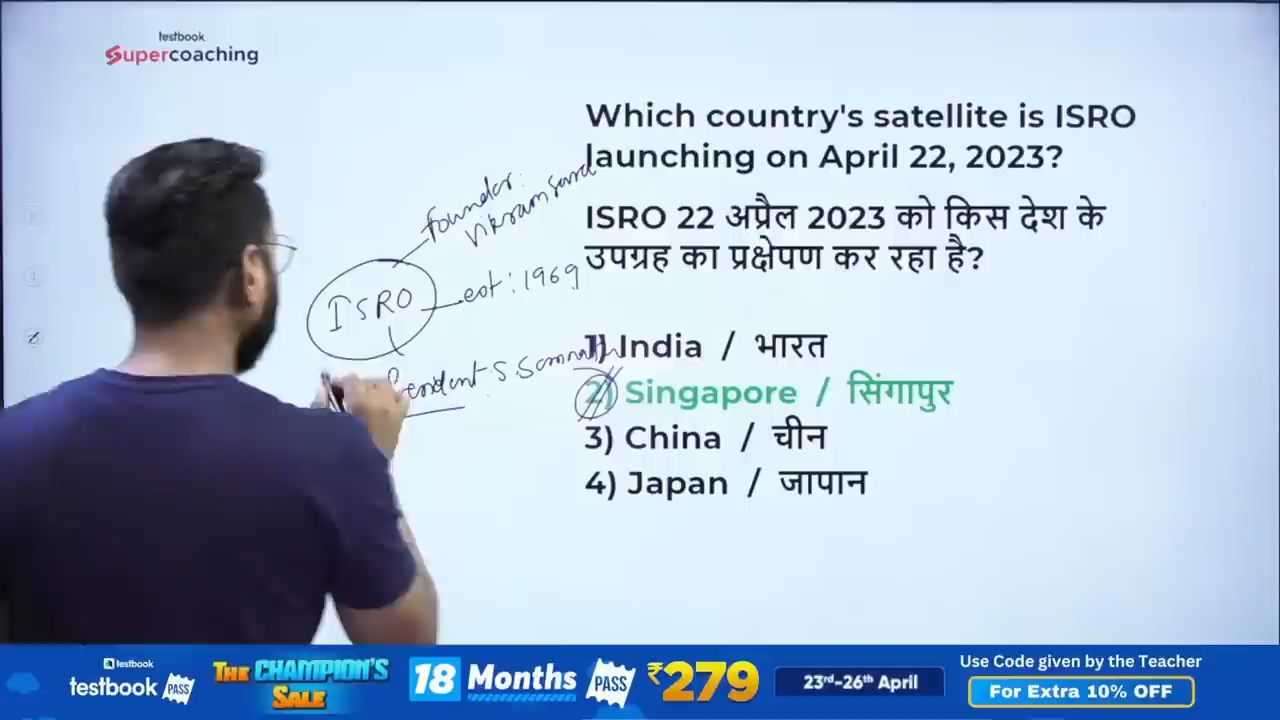 testbook
Supercoaching
Which country's satellite is ISRO
launching on April 22, 2023?
ISRO 22 अप्रैल 2023 को किस देश के
उपग्रह का प्रक्षेपण कर रहा है?
1) India / भारत
2) Singapore / सिंगापुर
3) China / चीन
4) Japan / जापान
founder:
vikram
ISRO
est: 1969
S. Somnath
testbook
testbook PASS
THE CHAMPION'S
SALE
18 Months PASS ₹279
23rd-26th April
Use Code given by the Teacher
For Extra 10% OFF